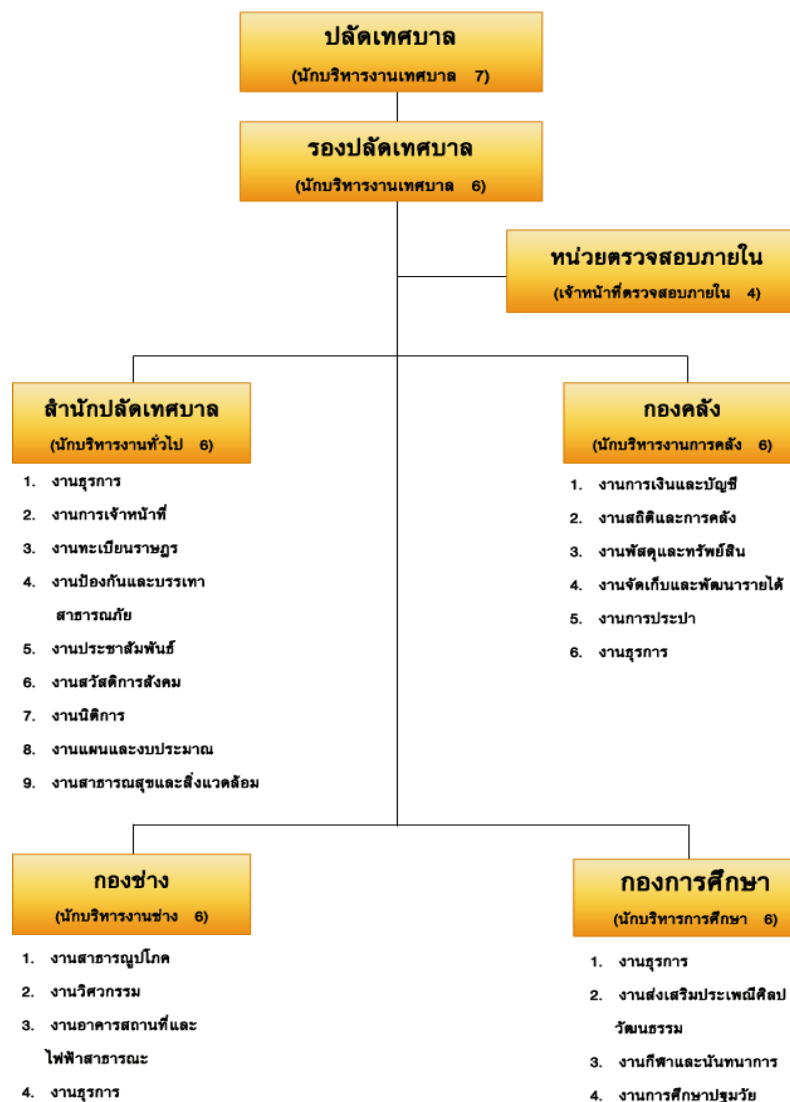 ปลัดเทศบาล
(นักบริหารงานเทศบาล 7)
รองปลัดเทศบาล
(นักบริหารงานเทศบาล 6)
หน่วยตรวจสอบภายใน
(เจ้าหน้าที่ตรวจสอบภายใน 4)
สำนักปลัดเทศบาล
(นักบริหารงานทั่วไป 6)
1. งานธุรการ
2. งานการเจ้าหน้าที่
3. งานทะเบียนราษฎร
4. งานป้องกันและบรรเทา
สาธารณภัย
5. งานประชาสัมพันธ์
6. งานสวัสดิการสังคม
7. งานนิติการ
8. งานแผนและงบประมาณ
9. งานสาธารณสุขและสิ่งแวดล้อม
กองคลัง
(นักบริหารงานการคลัง 6)
1. งานการเงินและบัญชี
2. งานสถิติและการคลัง
3. งานพัสดุและทรัพย์สิน
4. งานจัดเก็บและพัฒนารายได้
5. งานการประปา
6. งานธุรการ
กองช่าง
(นักบริหารงานช่าง 6)
1. งานสาธารณูปโภค
2. งานวิศวกรรม
3. งานอาคารสถานที่และ
ไฟฟ้าสาธารณะ
4. งานธุรการ
กองการศึกษา
(นักบริหารการศึกษา 6)
1. งานธุรการ
2. งานส่งเสริมประเพณีศิลป
วัฒนธรรม
3. งานกีฬาและนันทนาการ
4. งานการศึกษาปฐมวัย